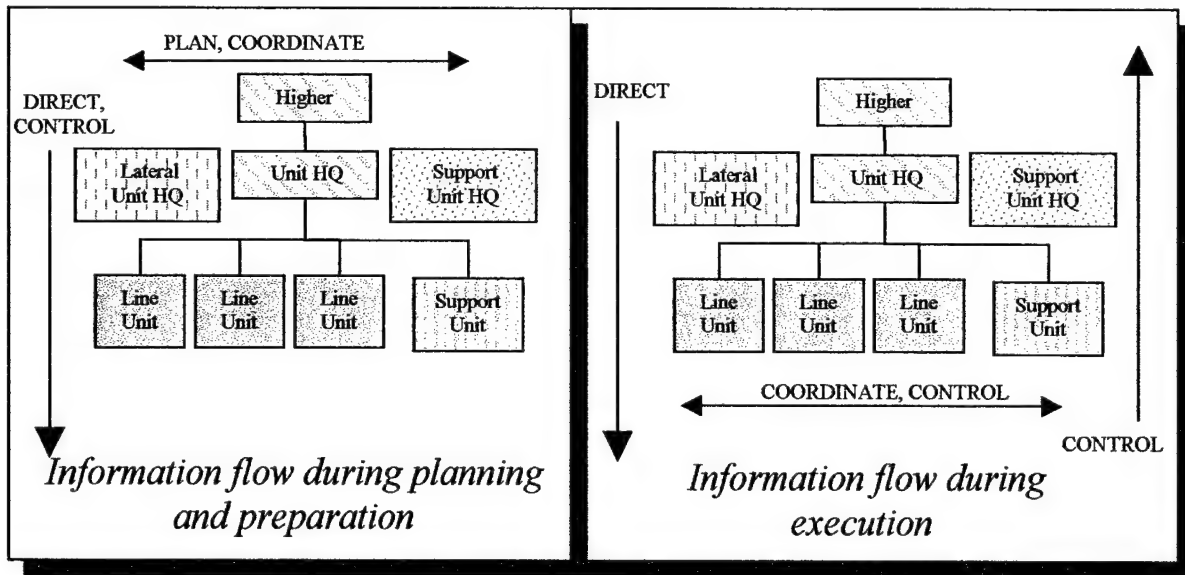 PLAN, COORDINATE
DIRECT,
CONTROL
Higher
Lateral
Unit HQ
Unit HQ
Support
Unit HQ
Line
Unit
Line
Unit
Line
Unit
Support
Unit
Information flow during planning
and preparation
DIRECT
Higher
Lateral
Unit HQ
Unit HQ
Support
Unit HQ
Line
Unit
Line
Unit
Line
Unit
Support
Unit
COORDINATE, CONTROL
CONTROL
Information flow during
execution